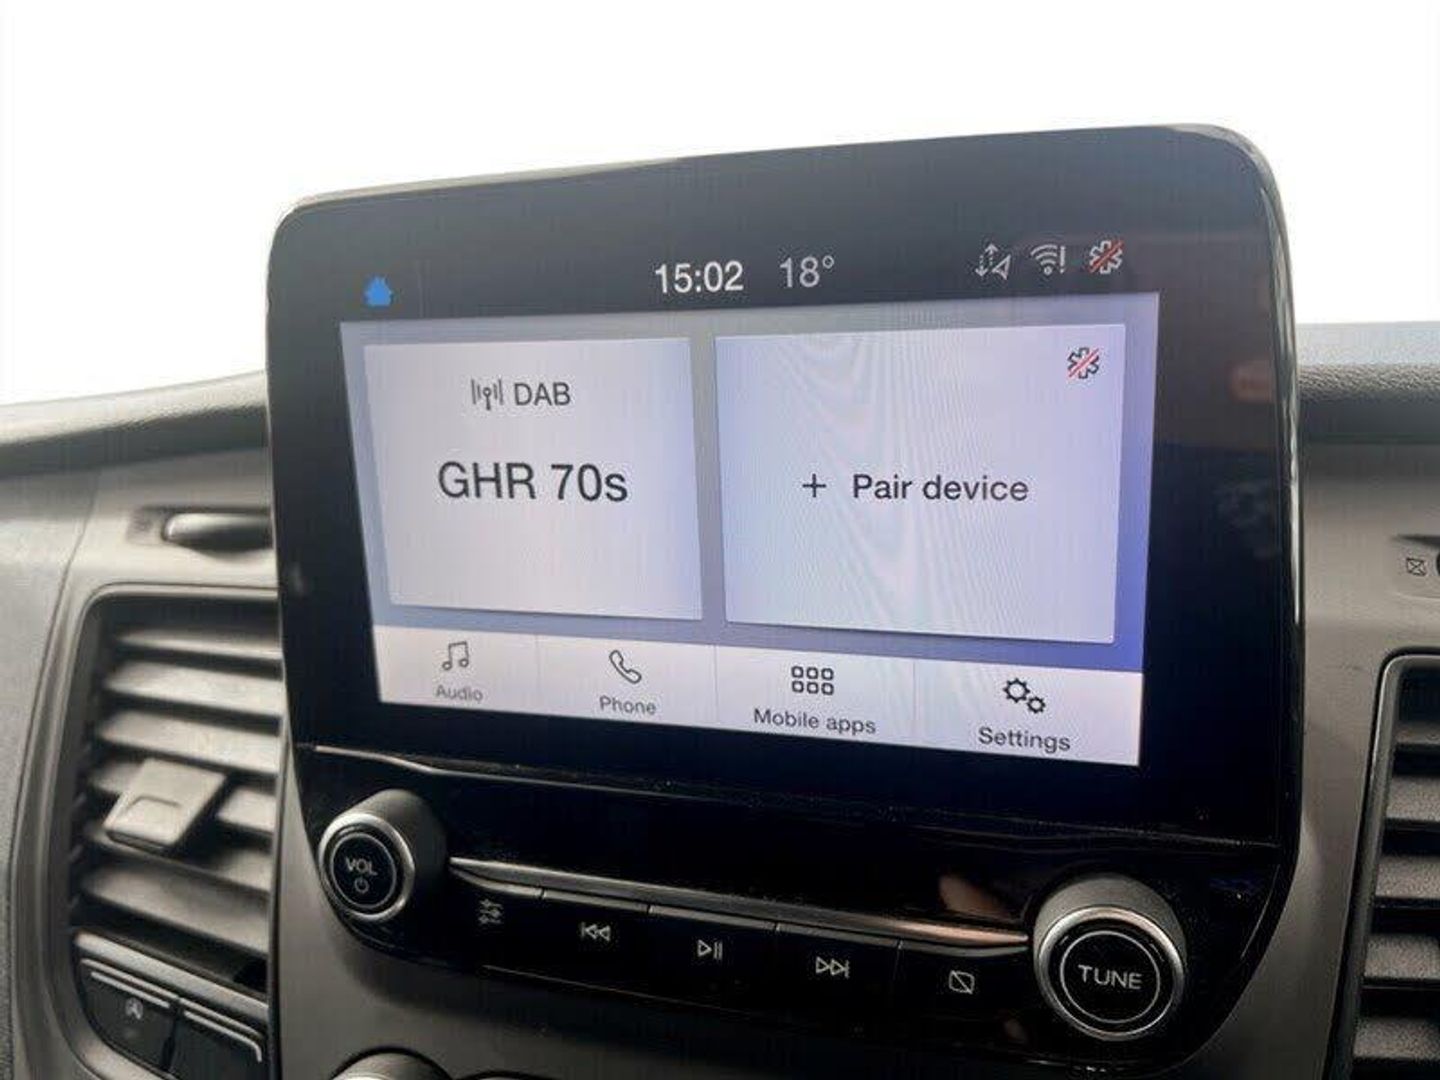 15:02 18°
DAB
GHR 70s
+ Pair device
Audio
Phone
Mobile apps
Settings
VOL
TUNE